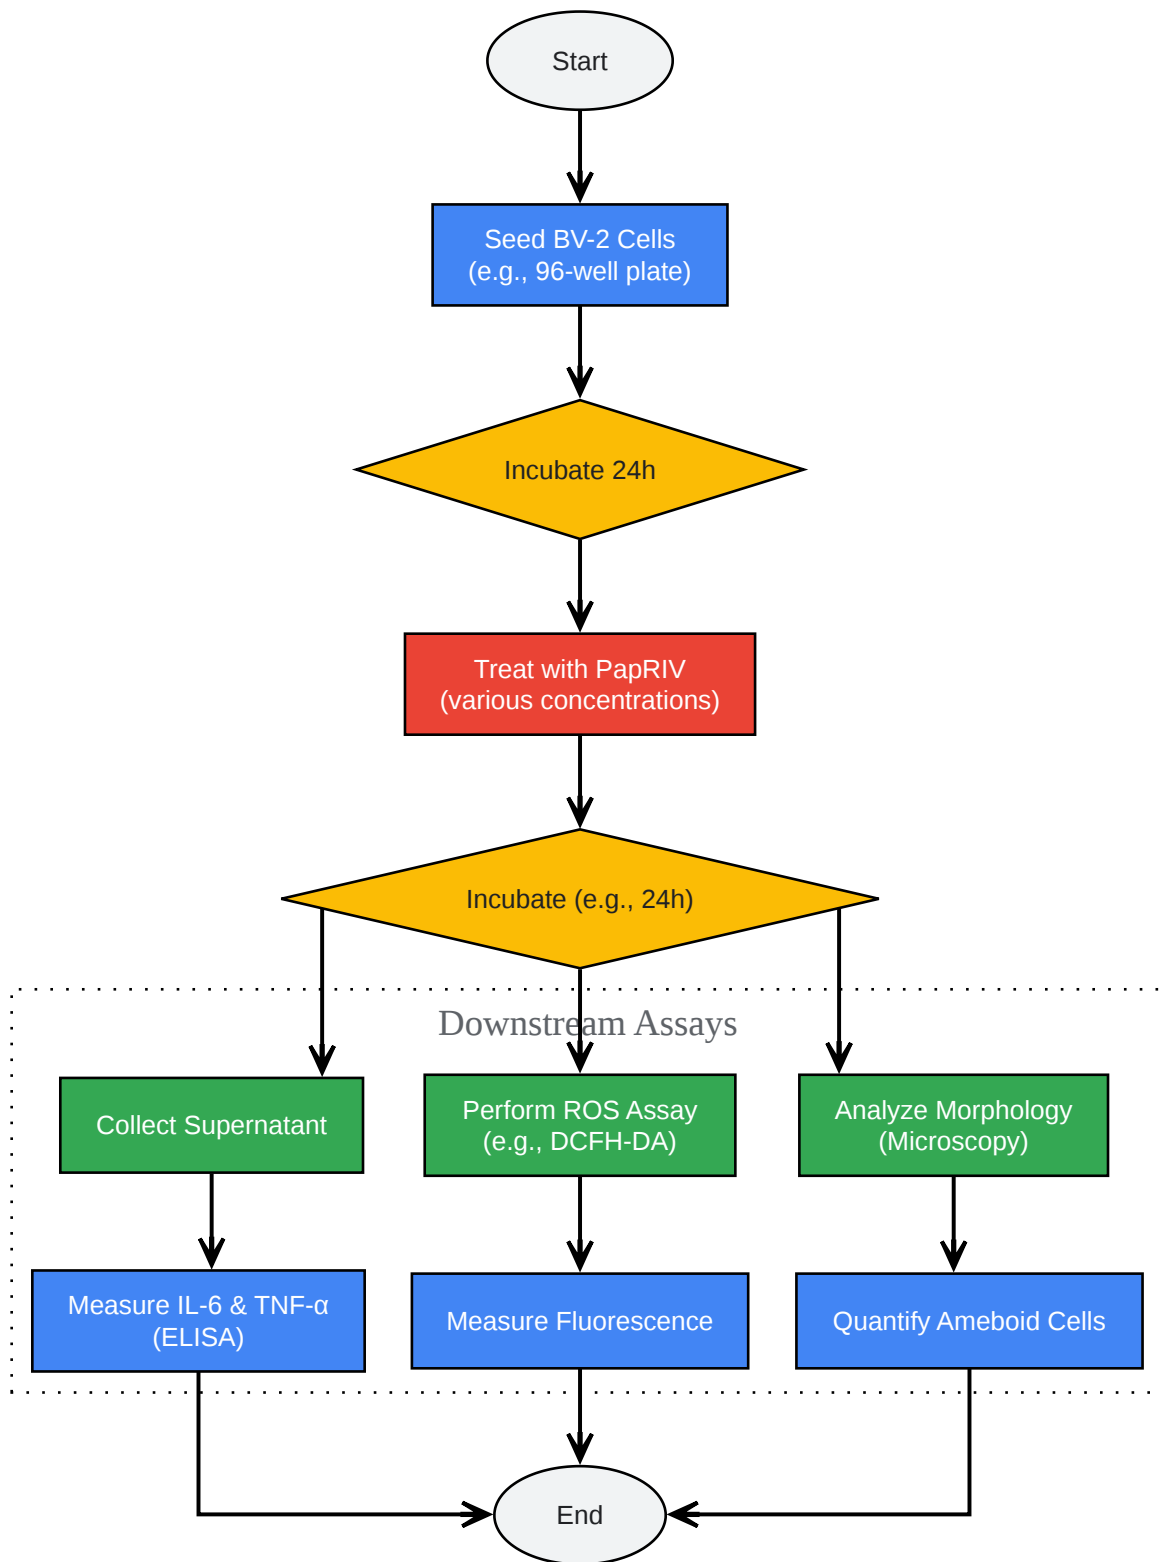 Start
Seed BV-2 Cells
(e.g., 96-well plate)
Incubate 24h
Treat with PapRIV
(various concentrations)
Incubate (e.g., 24h)
Downstream Assays
Collect Supernatant
Perform ROS Assay
(e.g., DCFH-DA)
Analyze Morphology
(Microscopy)
Measure IL-6 & TNF-α
(ELISA)
Measure Fluorescence
Quantify Ameboid Cells
End